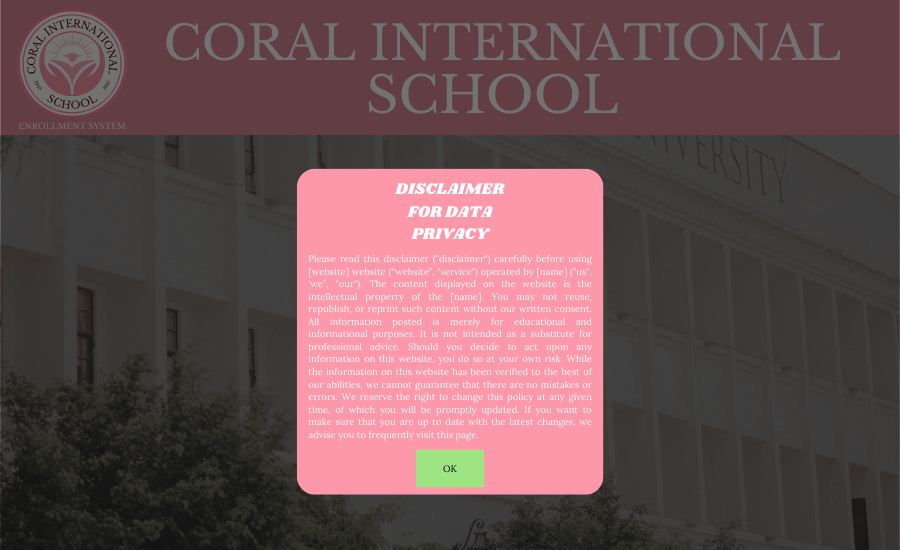 CORAL INTERNATIONAL
SCHOOL
CORAL INTERNATIONAL
SCHOOL
ENROLLMENT SYSTEM
UNIVERSITY
DISCLAIMER
FOR DATA
PRIVACY
Please read this disclaimer ("disclaimer") carefully before using
[website] website ("website", "service") operated by [name] ("us",
'we", "our"). The content displayed on the website is the
intellectual property of the [name]. You may not reuse,
republish, or reprint such content without our written consent.
All information posted is merely for educational and
informational purposes. It is not intended as a substitute for
professional advice. Should you decide to act upon any
information on this website, you do so at your own risk. While
the information on this website has been verified to the best of
our abilities, we cannot guarantee that there are no mistakes or
errors. We reserve the right to change this policy at any given
time, of which you will be promptly updated. If you want to
make sure that you are up to date with the latest changes, we
advise you to frequently visit this page.
OK